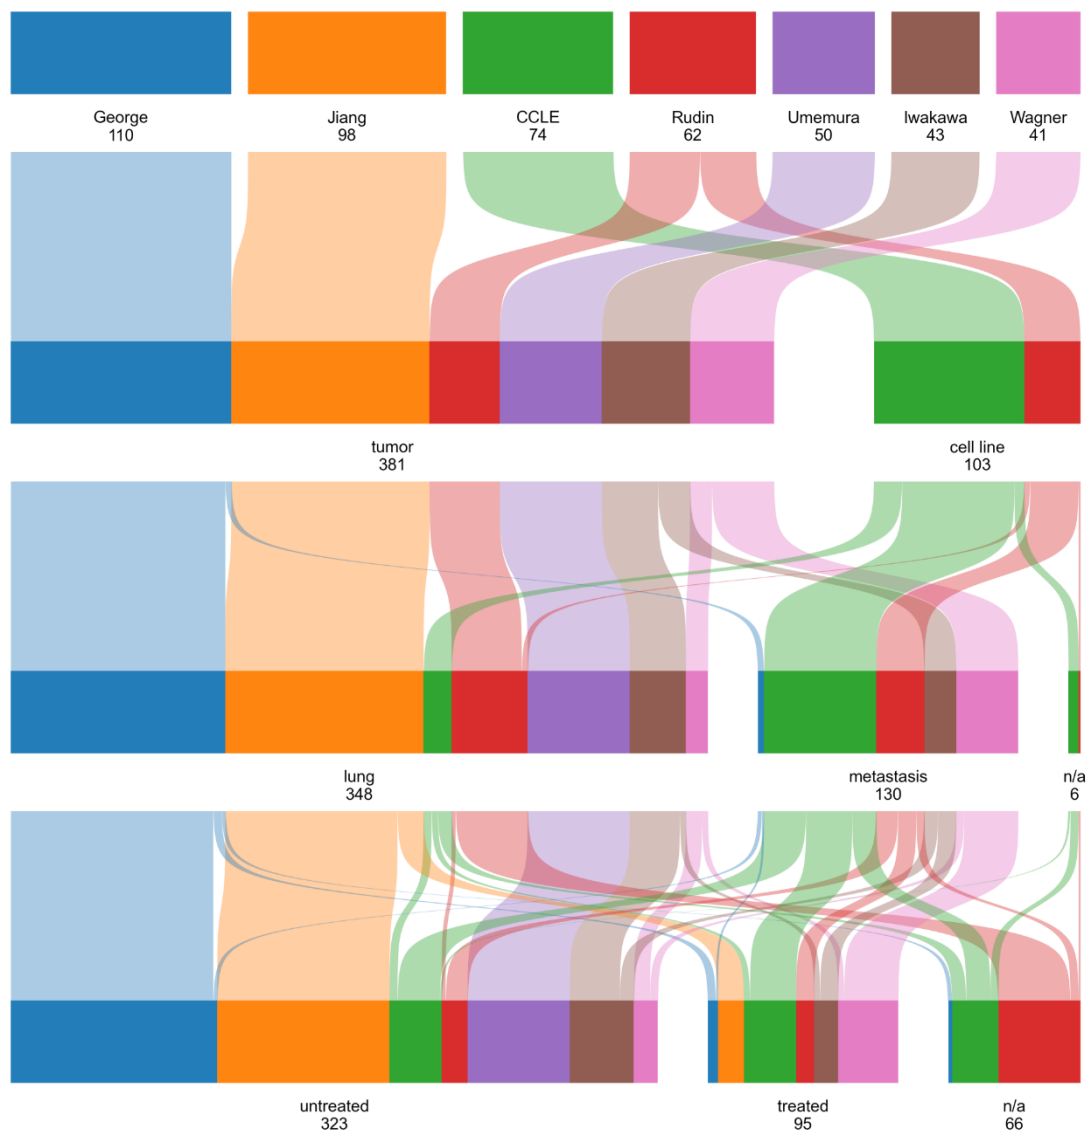 George Jiang CCLE Rudin Umemura Iwakawa Wagner
110 98 74 62 50 43 41
tumor cell line
381 103
lung metastasis n/a
348 130 6
untreated treated n/a
323 95 66